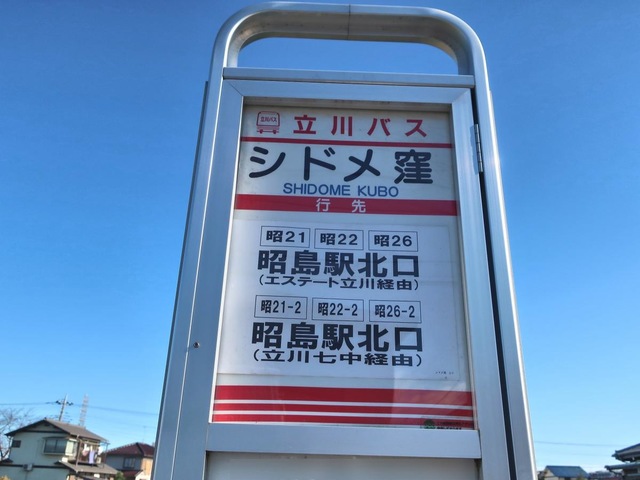 立川バス
シドメ窪
SHIDOME KUBO
行先
昭21 昭22 昭26
昭島駅北口
(エステート立川経由)
昭21-2 昭22-2 昭26-2
昭島駅北口
(立川七中経由)